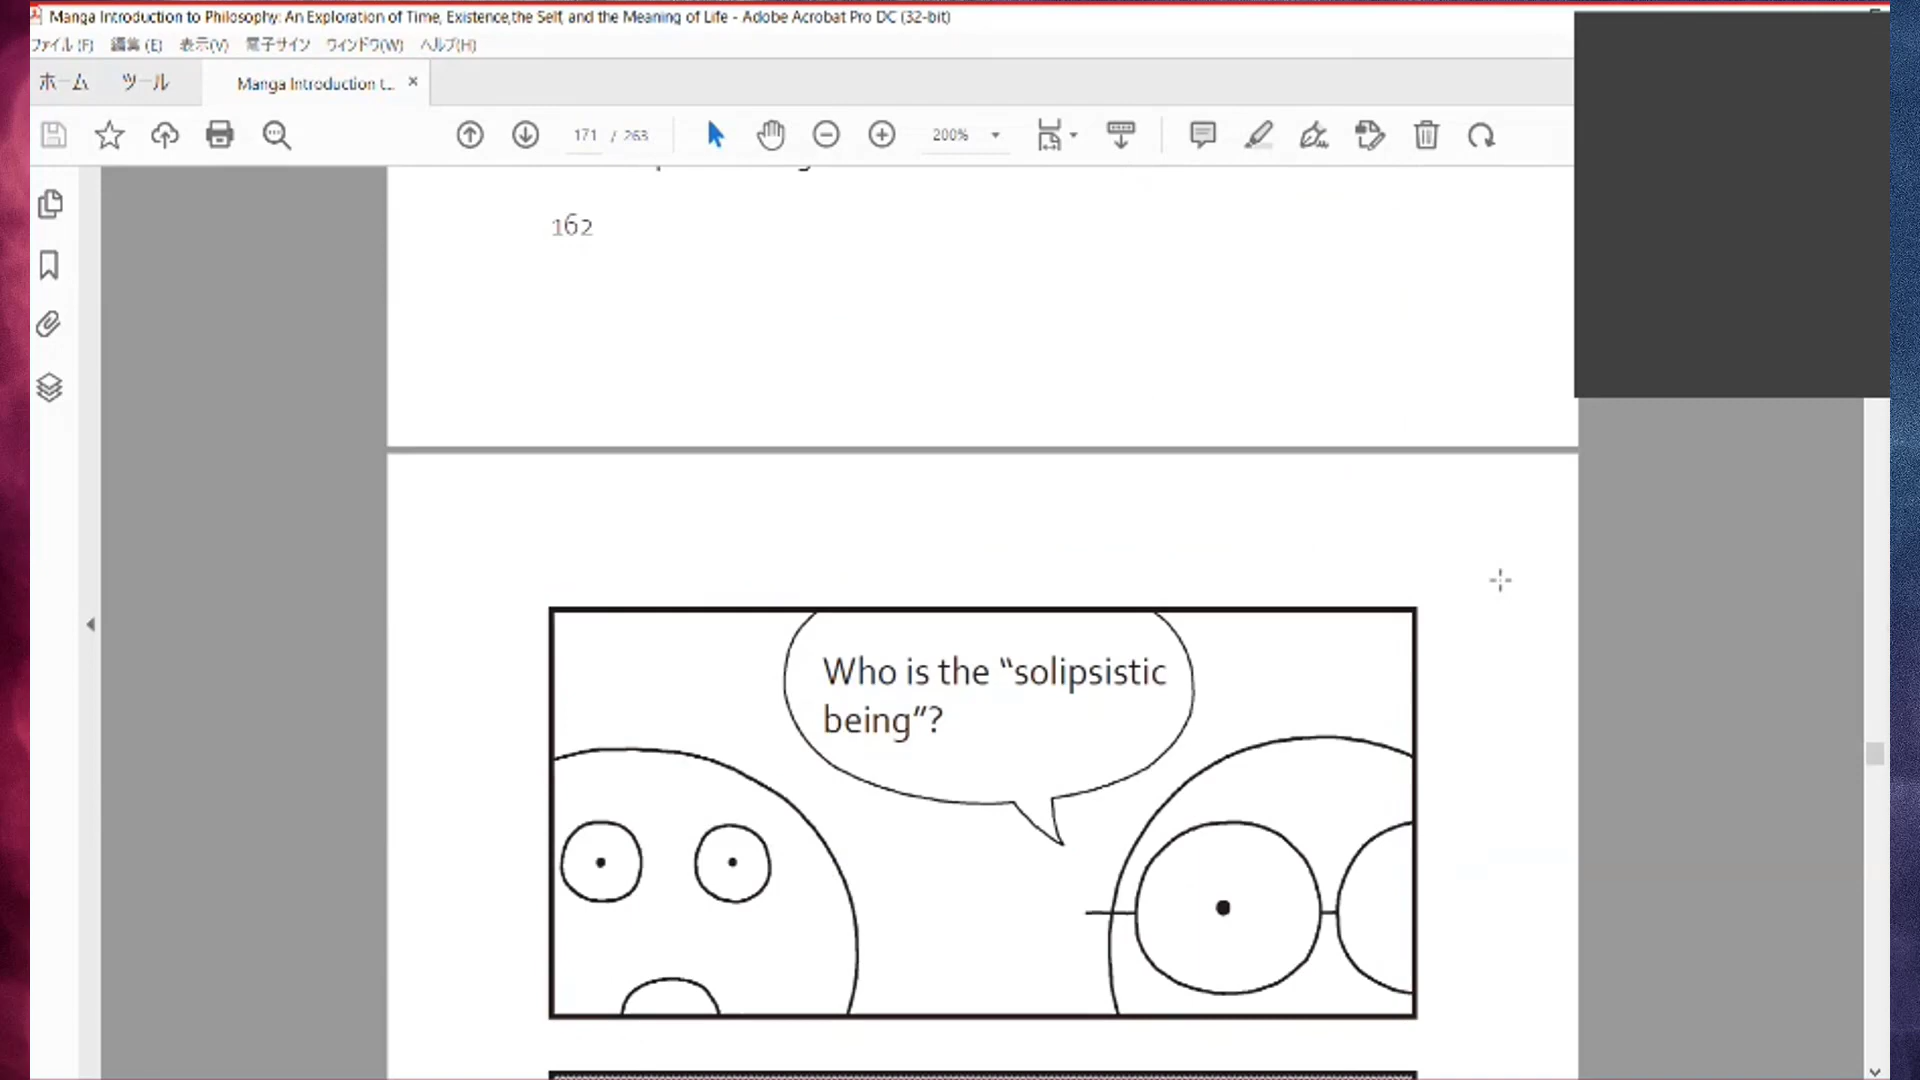 Manga Introduction to Philosophy: An Exploration of Time, Existence,the Self, and the Meaning of Life - Adobe Acrobat Pro DC (32-bit)
ファイル(F) 編集(E) 表示(V) 電子サイン ウィンドウ(W) ヘルプ(H)
ホーム ツール Manga Introduction t... ×
171 / 263 200%
162
Who is the “solipsistic
being”?